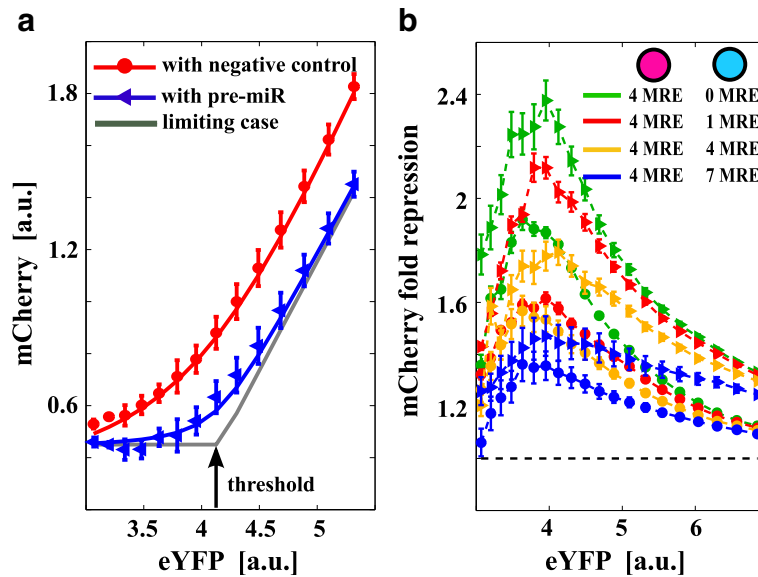 a
with negative control
with pre-miR
limiting case
1.8
1.2
0.6
mCherry [a.u.]
threshold
3.5 4 4.5 5
eYFP [a.u.]
b
4 MRE 0 MRE
4 MRE 1 MRE
4 MRE 4 MRE
4 MRE 7 MRE
2.4
2
1.6
1.2
mCherry fold repression
4 5 6
eYFP [a.u.]